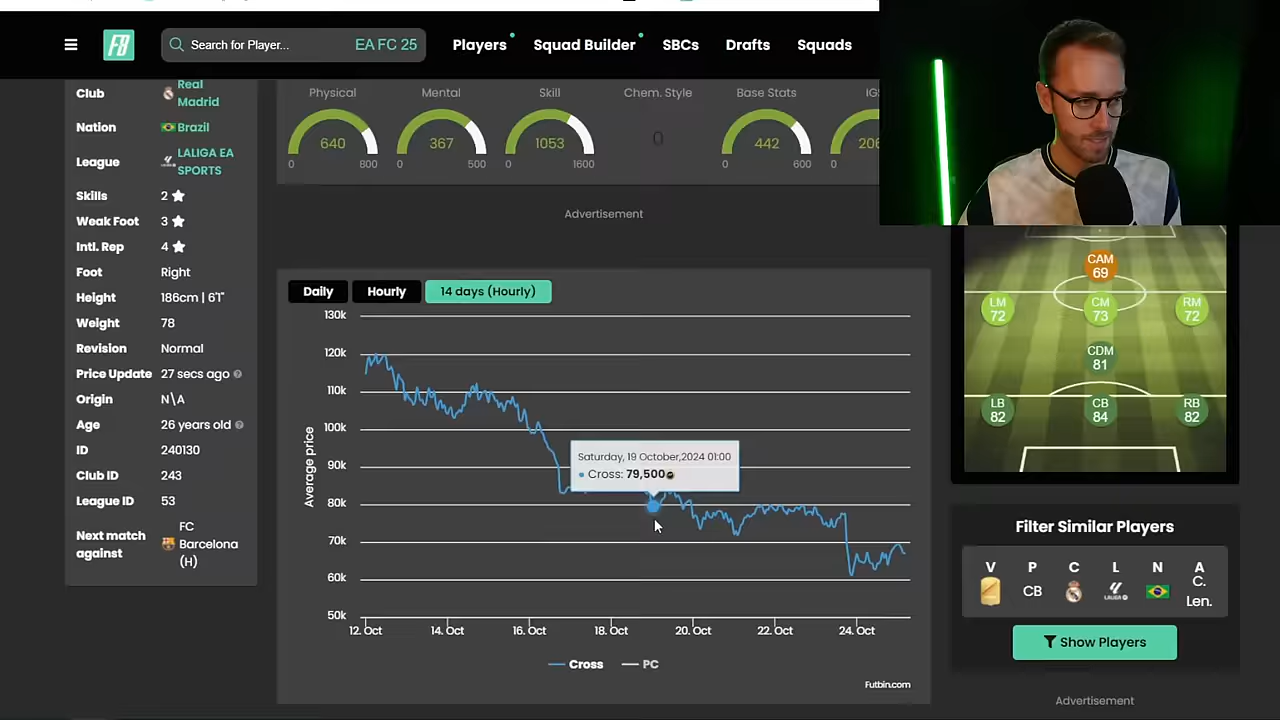 FB
Search for Player...
EA FC 25
Players
Squad Builder
SBCs
Drafts
Squads
Club
Real
Madrid
Nation
Brazil
League
LALIGA EA
SPORTS
Skills
2
Weak Foot
3
Intl. Rep
4
Foot
Right
Height
186cm | 6'1"
Weight
78
Revision
Normal
Price Update
27 secs ago
Origin
N\A
Age
26 years old
ID
240130
Club ID
243
League ID
53
Next match
against
FC
Barcelona
(H)
Physical
640
0
800
Mental
367
0
500
Skill
1053
0
1600
Chem. Style
0
Base Stats
442
0
600
IGS
206
0
Advertisement
Daily
Hourly
14 days (Hourly)
130k
120k
110k
100k
90k
80k
70k
60k
50k
Average price
Saturday, 19 October,2024 01:00
Cross: 79,500
12. Oct
14. Oct
16. Oct
18. Oct
20. Oct
22. Oct
24. Oct
Cross
PC
Futbin.com
CAM
69
LM
72
CM
73
RM
72
CDM
81
LB
82
CB
84
RB
82
Filter Similar Players
V
P
C
L
N
A
CB
C.
Len.
Show Players
Advertisement